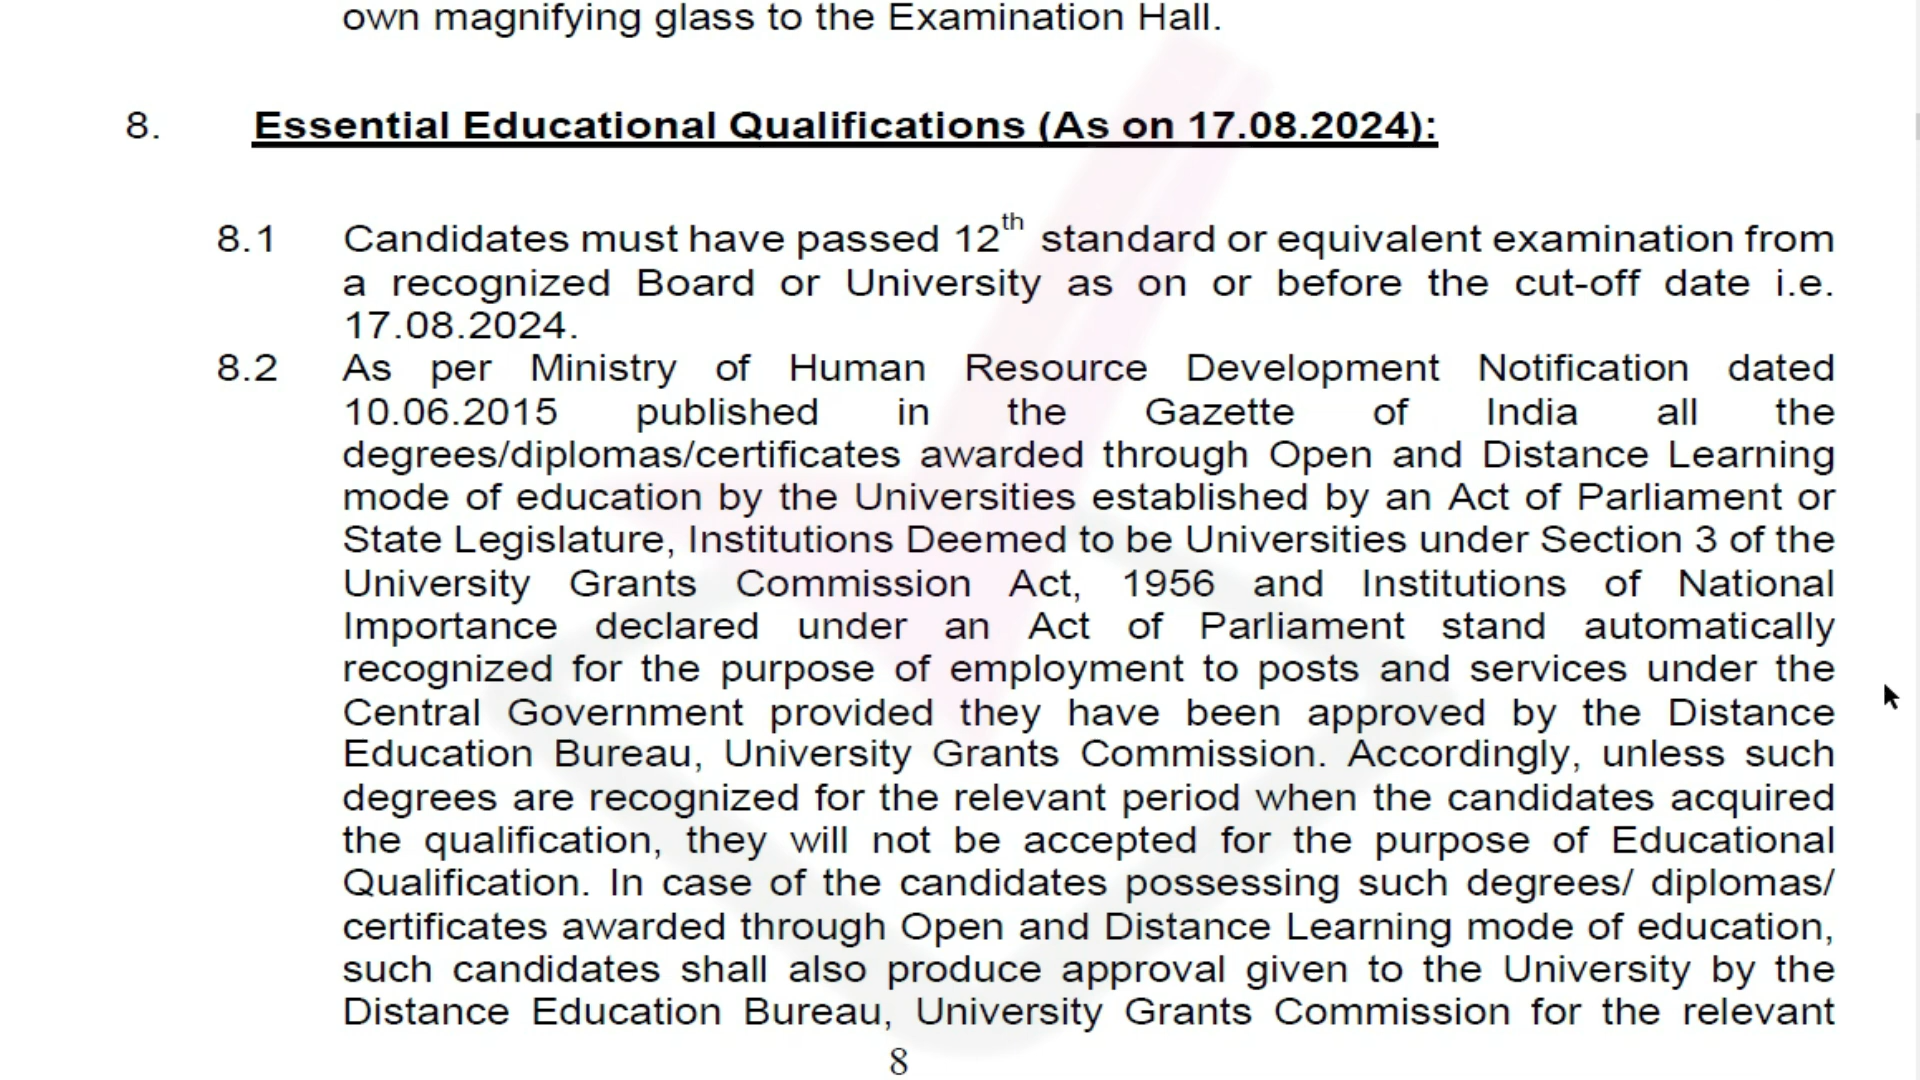 own magnifying glass to the Examination Hall.
8. Essential Educational Qualifications (As on 17.08.2024):
8.1 Candidates must have passed 12th standard or equivalent examination from
a recognized Board or University as on or before the cut-off date i.e.
17.08.2024.
8.2 As per Ministry of Human Resource Development Notification dated
10.06.2015 published in the Gazette of India all the
degrees/diplomas/certificates awarded through Open and Distance Learning
mode of education by the Universities established by an Act of Parliament or
State Legislature, Institutions Deemed to be Universities under Section 3 of the
University Grants Commission Act, 1956 and Institutions of National
Importance declared under an Act of Parliament stand automatically
recognized for the purpose of employment to posts and services under the
Central Government provided they have been approved by the Distance
Education Bureau, University Grants Commission. Accordingly, unless such
degrees are recognized for the relevant period when the candidates acquired
the qualification, they will not be accepted for the purpose of Educational
Qualification. In case of the candidates possessing such degrees/ diplomas/
certificates awarded through Open and Distance Learning mode of education,
such candidates shall also produce approval given to the University by the
Distance Education Bureau, University Grants Commission for the relevant
8